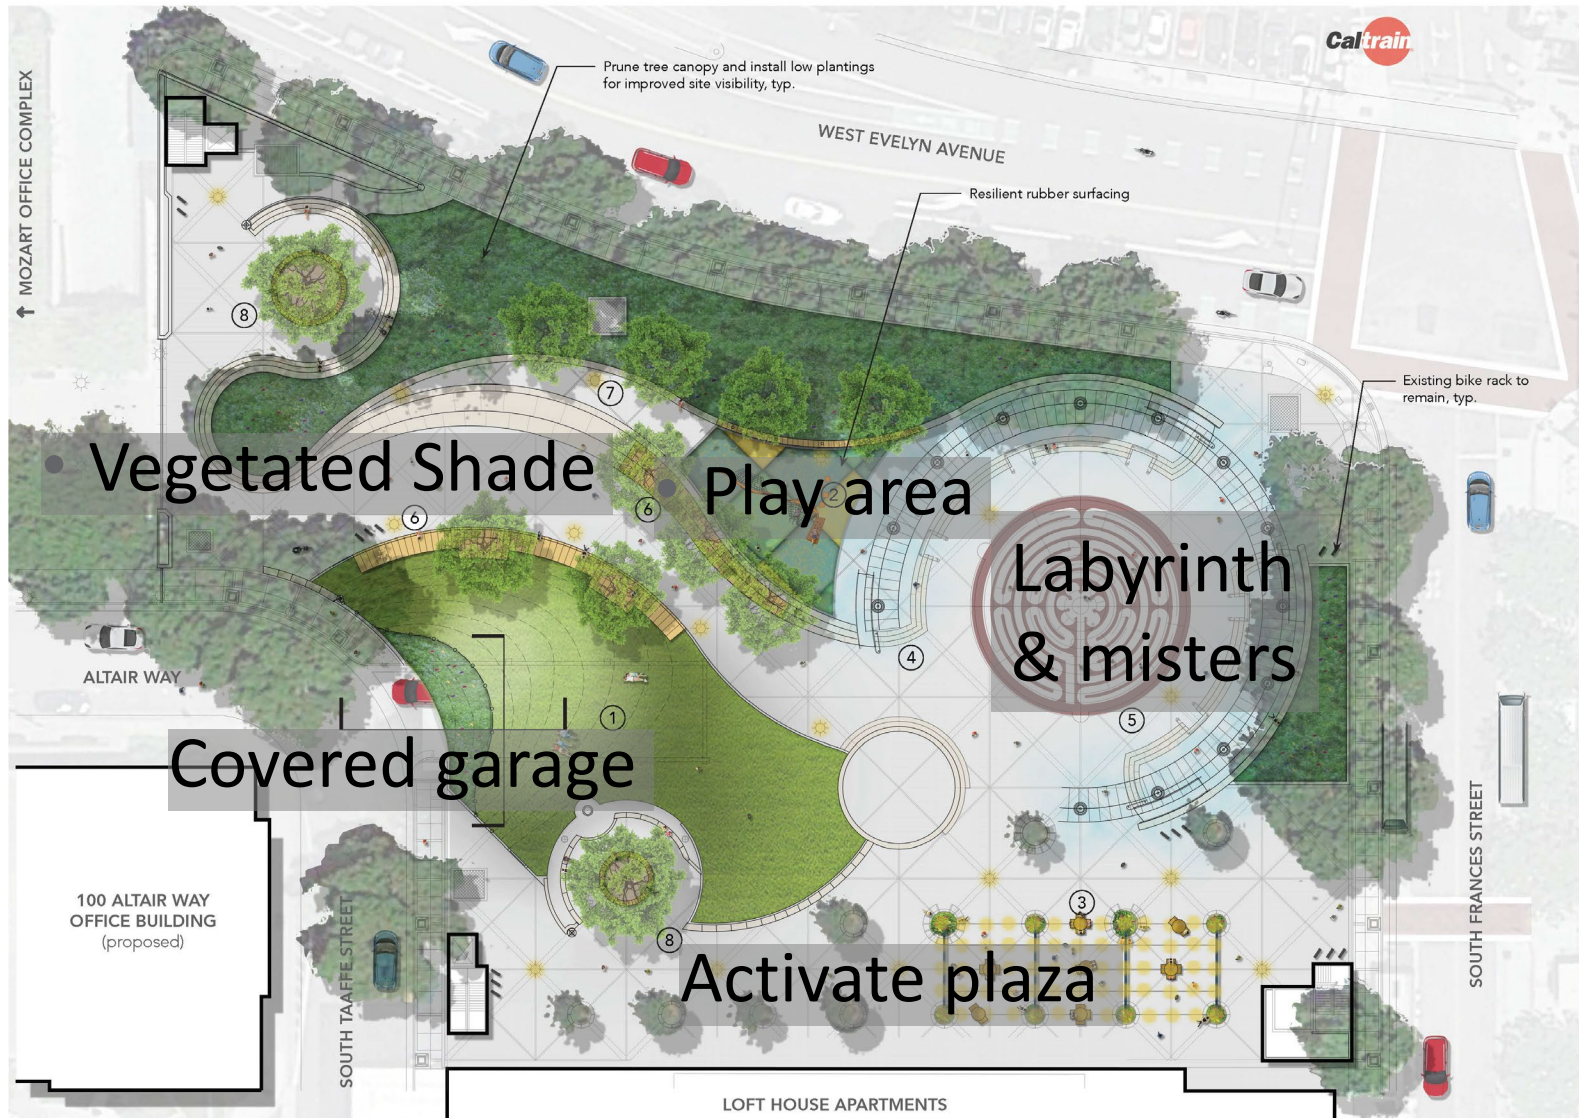 Caltrain
Prune tree canopy and install low plantings
for improved site visibility, typ.
WEST EVELYN AVENUE
Resilient rubber surfacing
↑ MOZART OFFICE COMPLEX
8
7
Existing bike rack to
remain, typ.
• Vegetated Shade
• Play area
2
6
6
Labyrinth
& misters
4
5
ALTAIR WAY
1
Covered garage
100 ALTAIR WAY
OFFICE BUILDING
(proposed)
SOUTH TAAFFE STREET
SOUTH FRANCES STREET
3
8
Activate plaza
LOFT HOUSE APARTMENTS